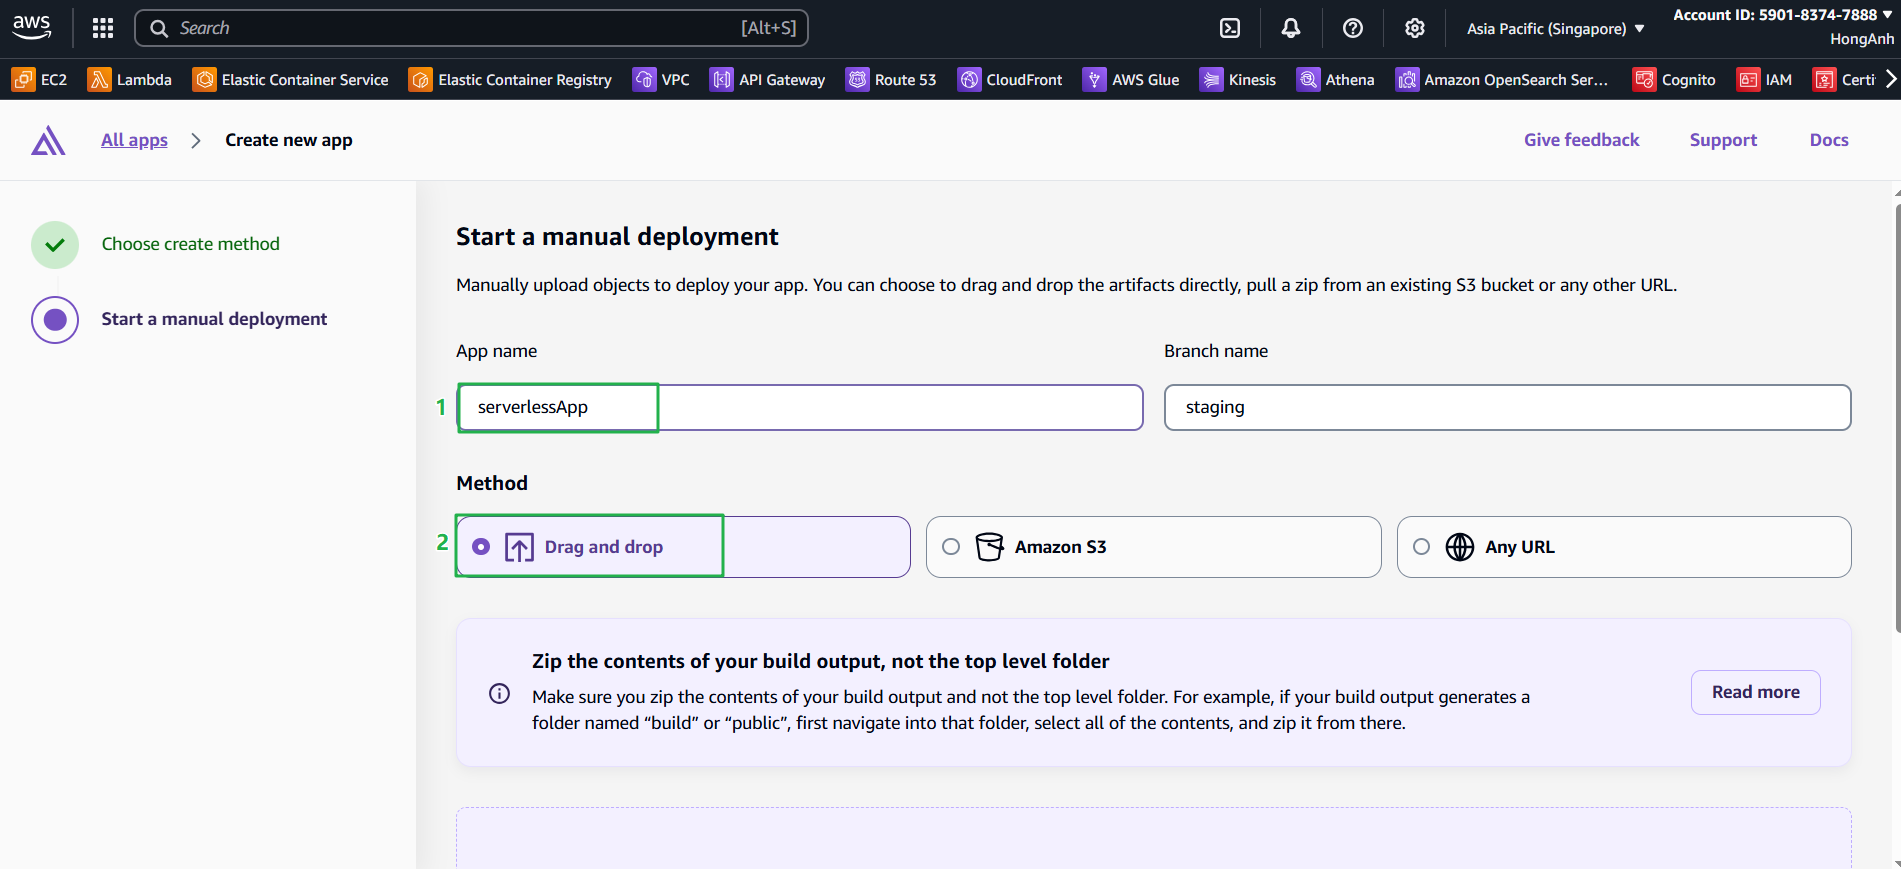 aws
Search [Alt+S]
Asia Pacific (Singapore)
Account ID: 5901-8374-7888
HongAnh
EC2 Lambda Elastic Container Service Elastic Container Registry VPC API Gateway Route 53 CloudFront AWS Glue Kinesis Athena Amazon OpenSearch Ser... Cognito IAM Certi
All apps Create new app Give feedback Support Docs
Choose create method
Start a manual deployment
Start a manual deployment
Manually upload objects to deploy your app. You can choose to drag and drop the artifacts directly, pull a zip from an existing S3 bucket or any other URL.
App name Branch name
1 serverlessApp staging
Method
2 Drag and drop Amazon S3 Any URL
Zip the contents of your build output, not the top level folder
Make sure you zip the contents of your build output and not the top level folder. For example, if your build output generates a
folder named “build” or “public”, first navigate into that folder, select all of the contents, and zip it from there.
Read more